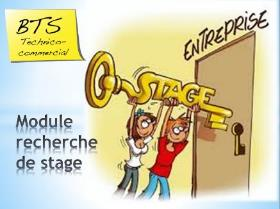 BTS
Technico-
commercial
ENTREPRISE
STAGE
Module
recherche
de stage